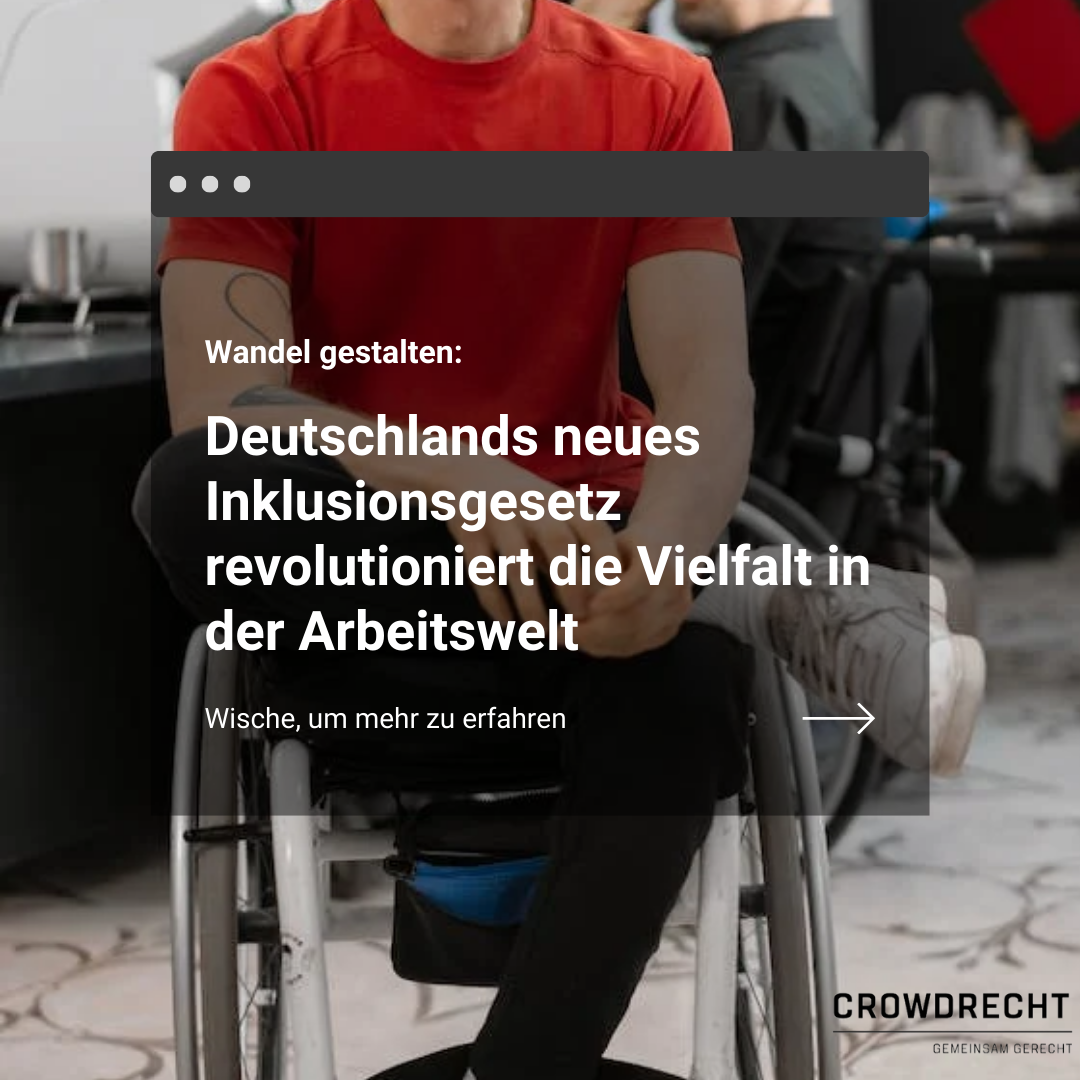 Wandel gestalten:
Deutschlands neues
Inklusionsgesetz
revolutioniert die Vielfalt in
der Arbeitswelt
Wische, um mehr zu erfahren
CROWDRECHT
GEMEINSAM GERECHT